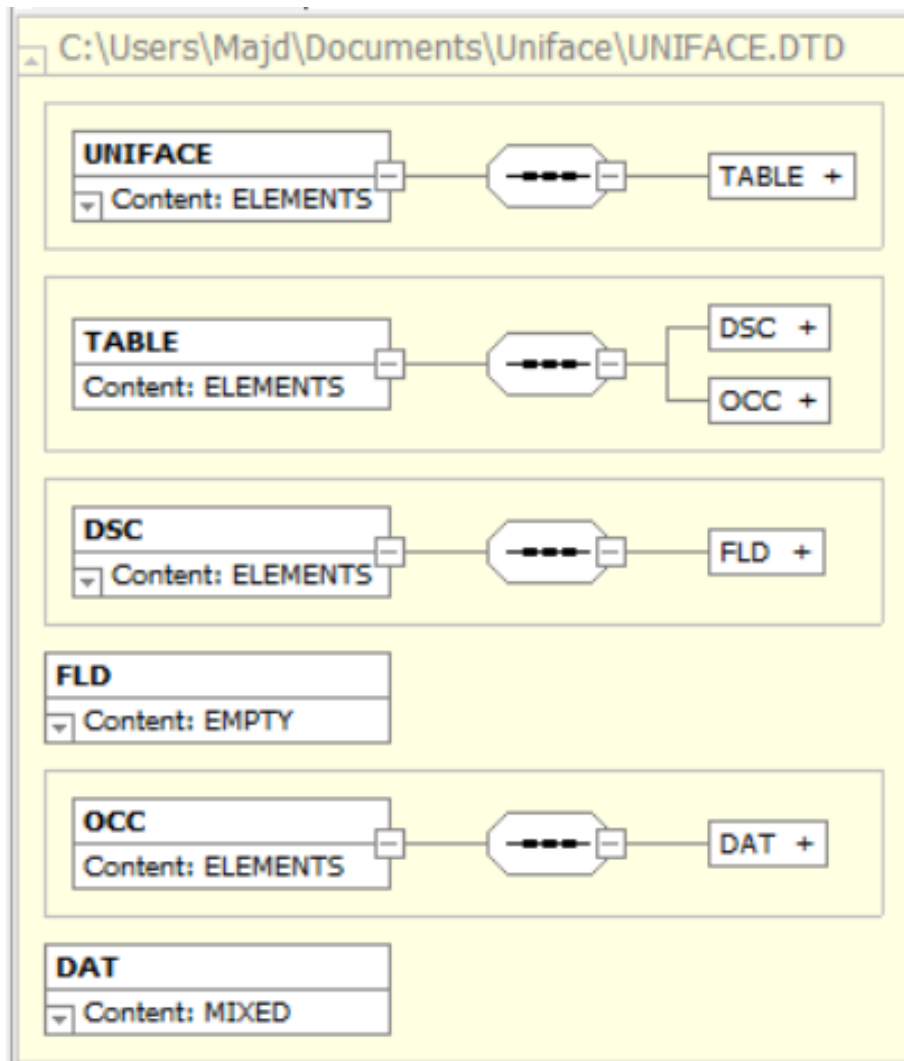 C:\Users\Majd\Documents\Uniface\UNIFACE.DTD
UNIFACE
Content: ELEMENTS
TABLE +
TABLE
Content: ELEMENTS
DSC +
OCC +
DSC
Content: ELEMENTS
FLD +
FLD
Content: EMPTY
OCC
Content: ELEMENTS
DAT +
DAT
Content: MIXED